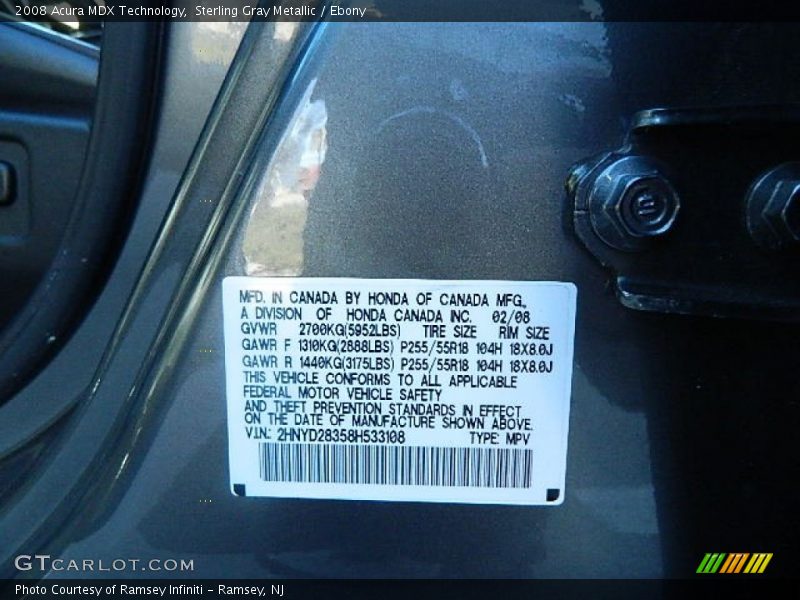 2008 Acura MDX Technology,  Sterling Gray Metallic / Ebony
MFD. IN CANADA BY HONDA OF CANADA MFG.,
A DIVISION OF HONDA CANADA INC. 02/08
GVWR 2700KG(5952LBS) TIRE SIZE RIM SIZE
GAWR F 1310KG(2888LBS) P255/55R18 104H 18X8.0J
GAWR R 1440KG(3175LBS) P255/55R18 104H 18X8.0J
THIS VEHICLE CONFORMS TO ALL APPLICABLE
FEDERAL MOTOR VEHICLE SAFETY
AND THEFT PREVENTION STANDARDS IN EFFECT
ON THE DATE OF MANUFACTURE SHOWN ABOVE.
V.I.N.: 2HNYD28358H533108 TYPE: MPV
GTCARLOT.COM
Photo Courtesy of Ramsey Infiniti - Ramsey, NJ